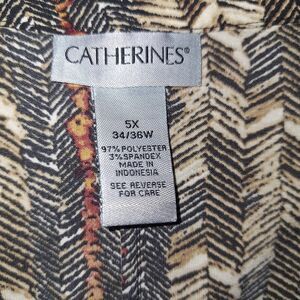 CATHERINES®
5X
34/36W
97%POLYESTER
3%SPANDEX
MADE IN
INDONESIA
SEE REVERSE
FOR CARE